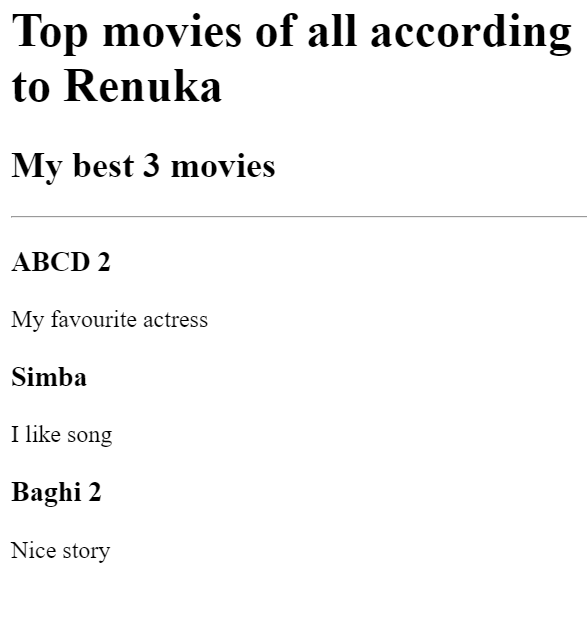 Top movies of all according
to Renuka
My best 3 movies
ABCD 2
My favourite actress
Simba
I like song
Baghi 2
Nice story